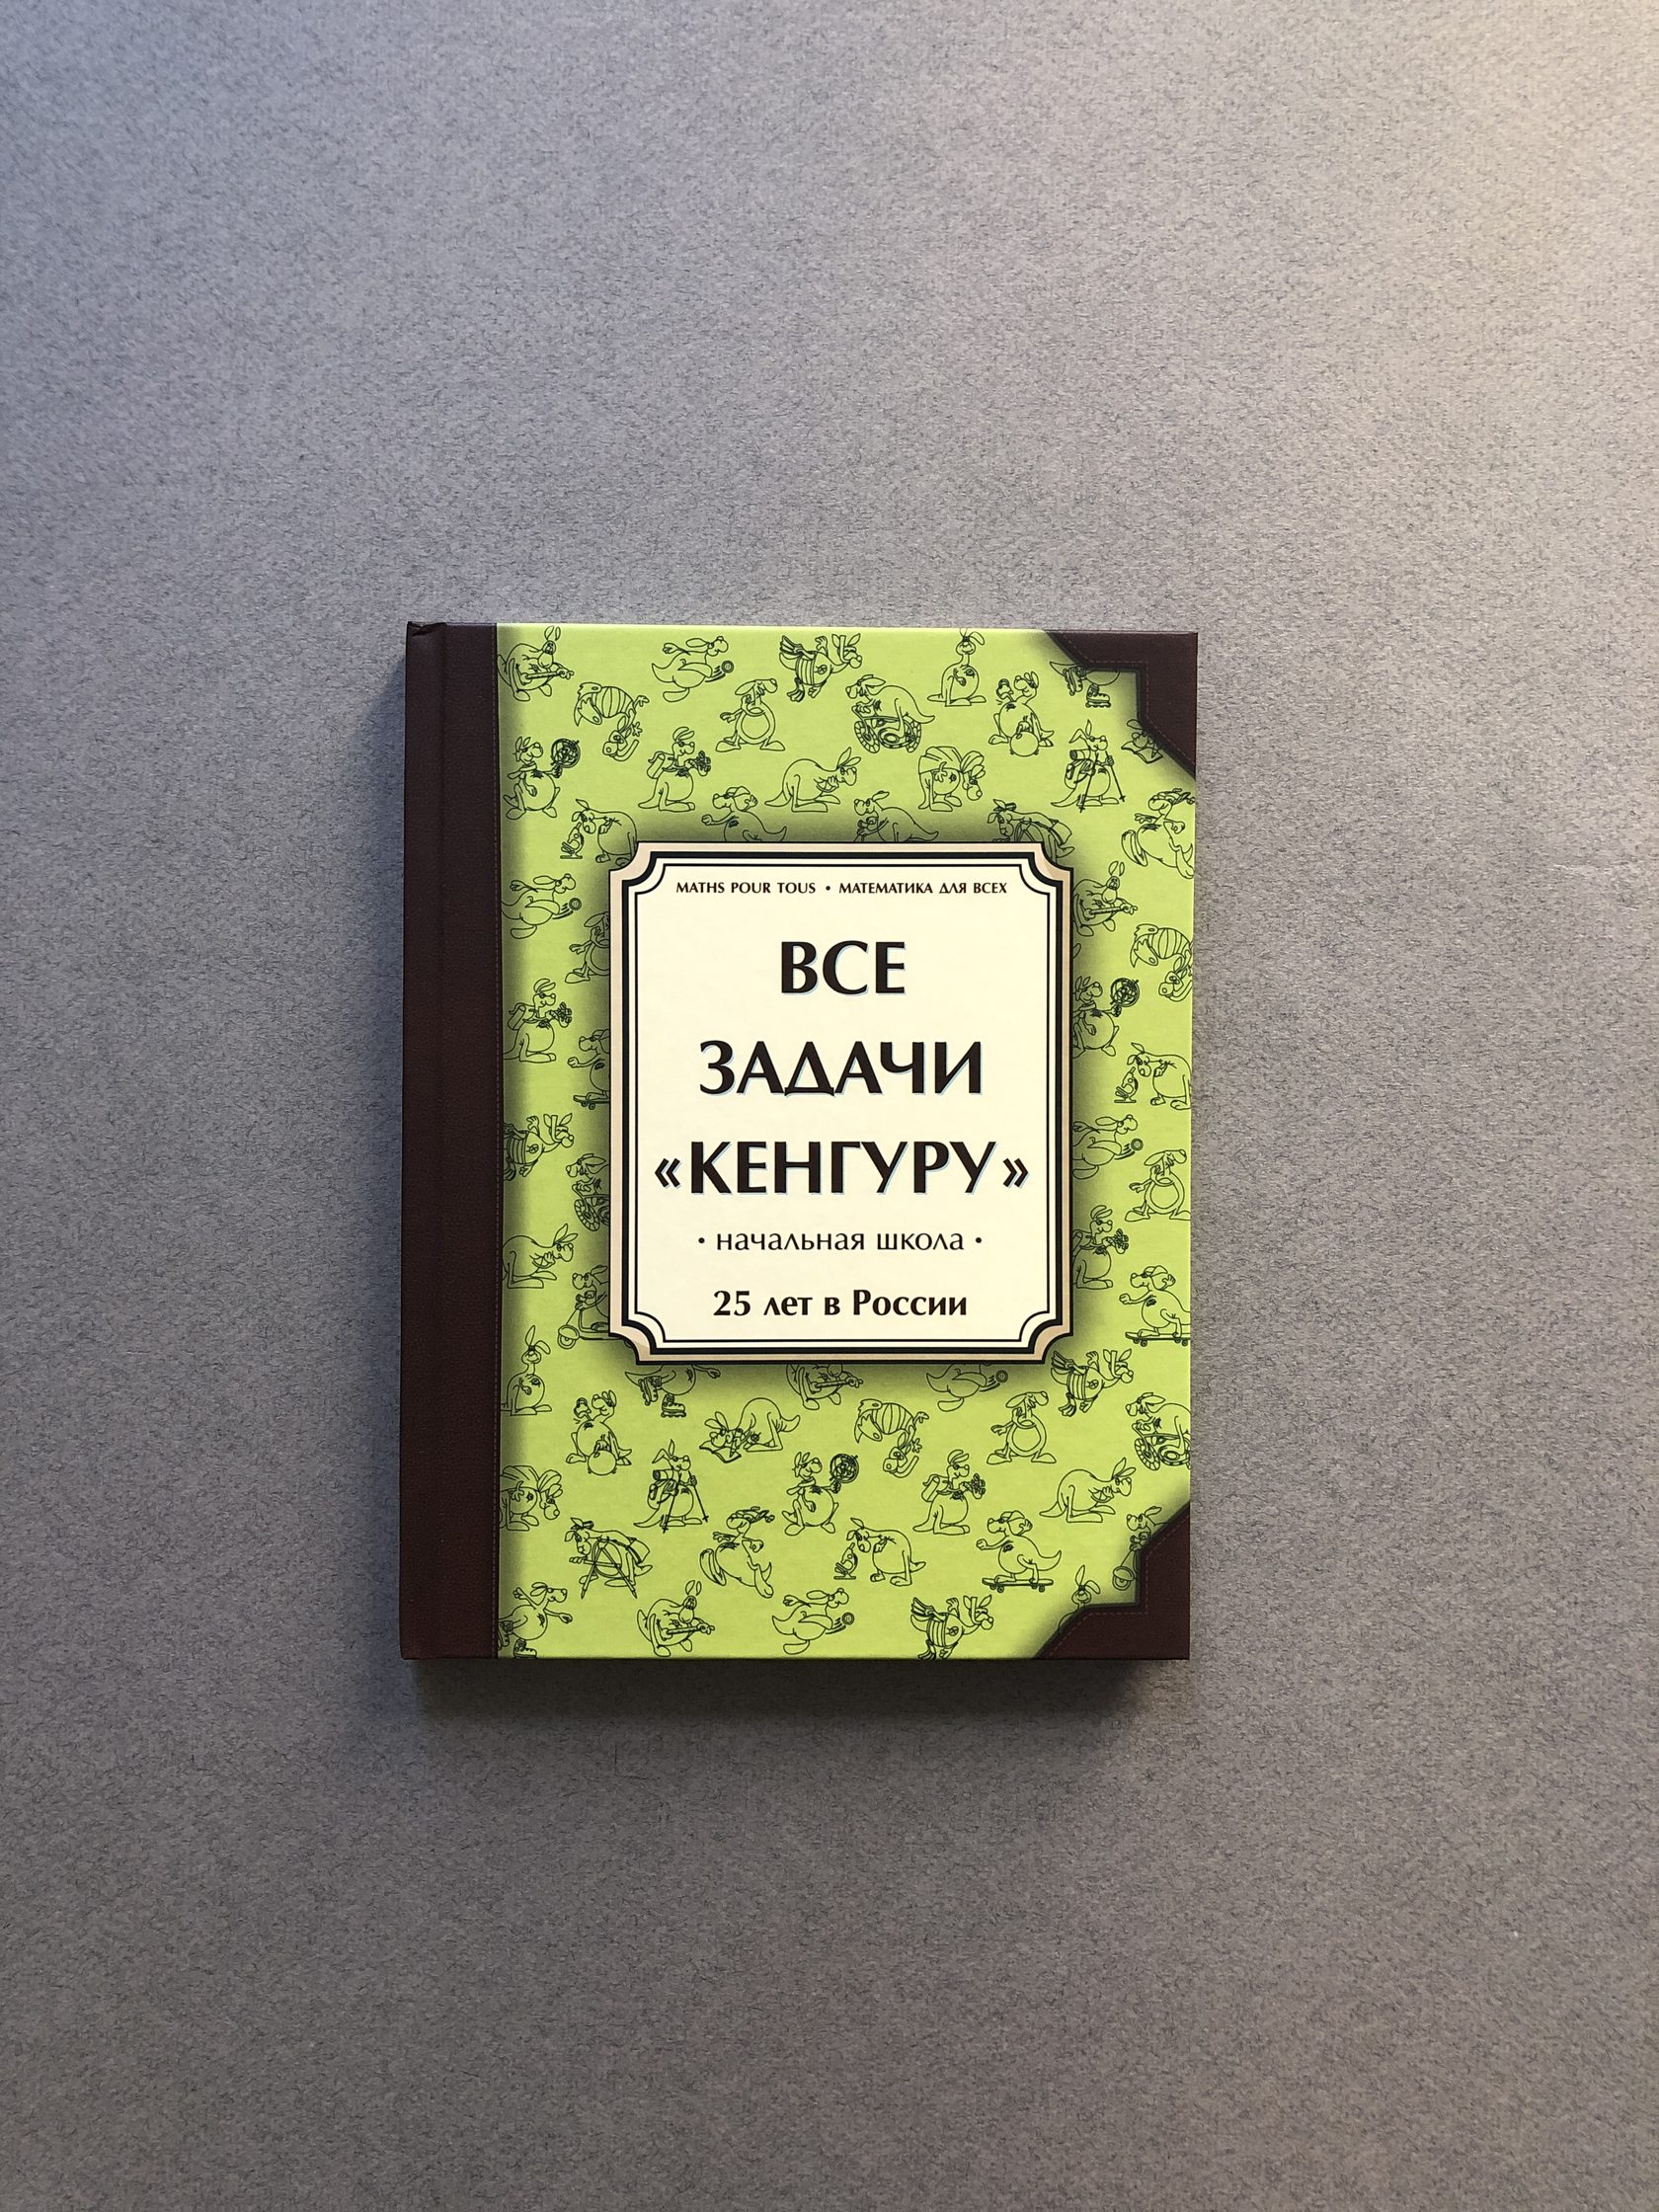 MATHS POUR TOUS • МАТЕМАТИКА ДЛЯ ВСЕХ
ВСЕ
ЗАДАЧИ
«КЕНГУРУ»
• начальная школа •
25 лет в России